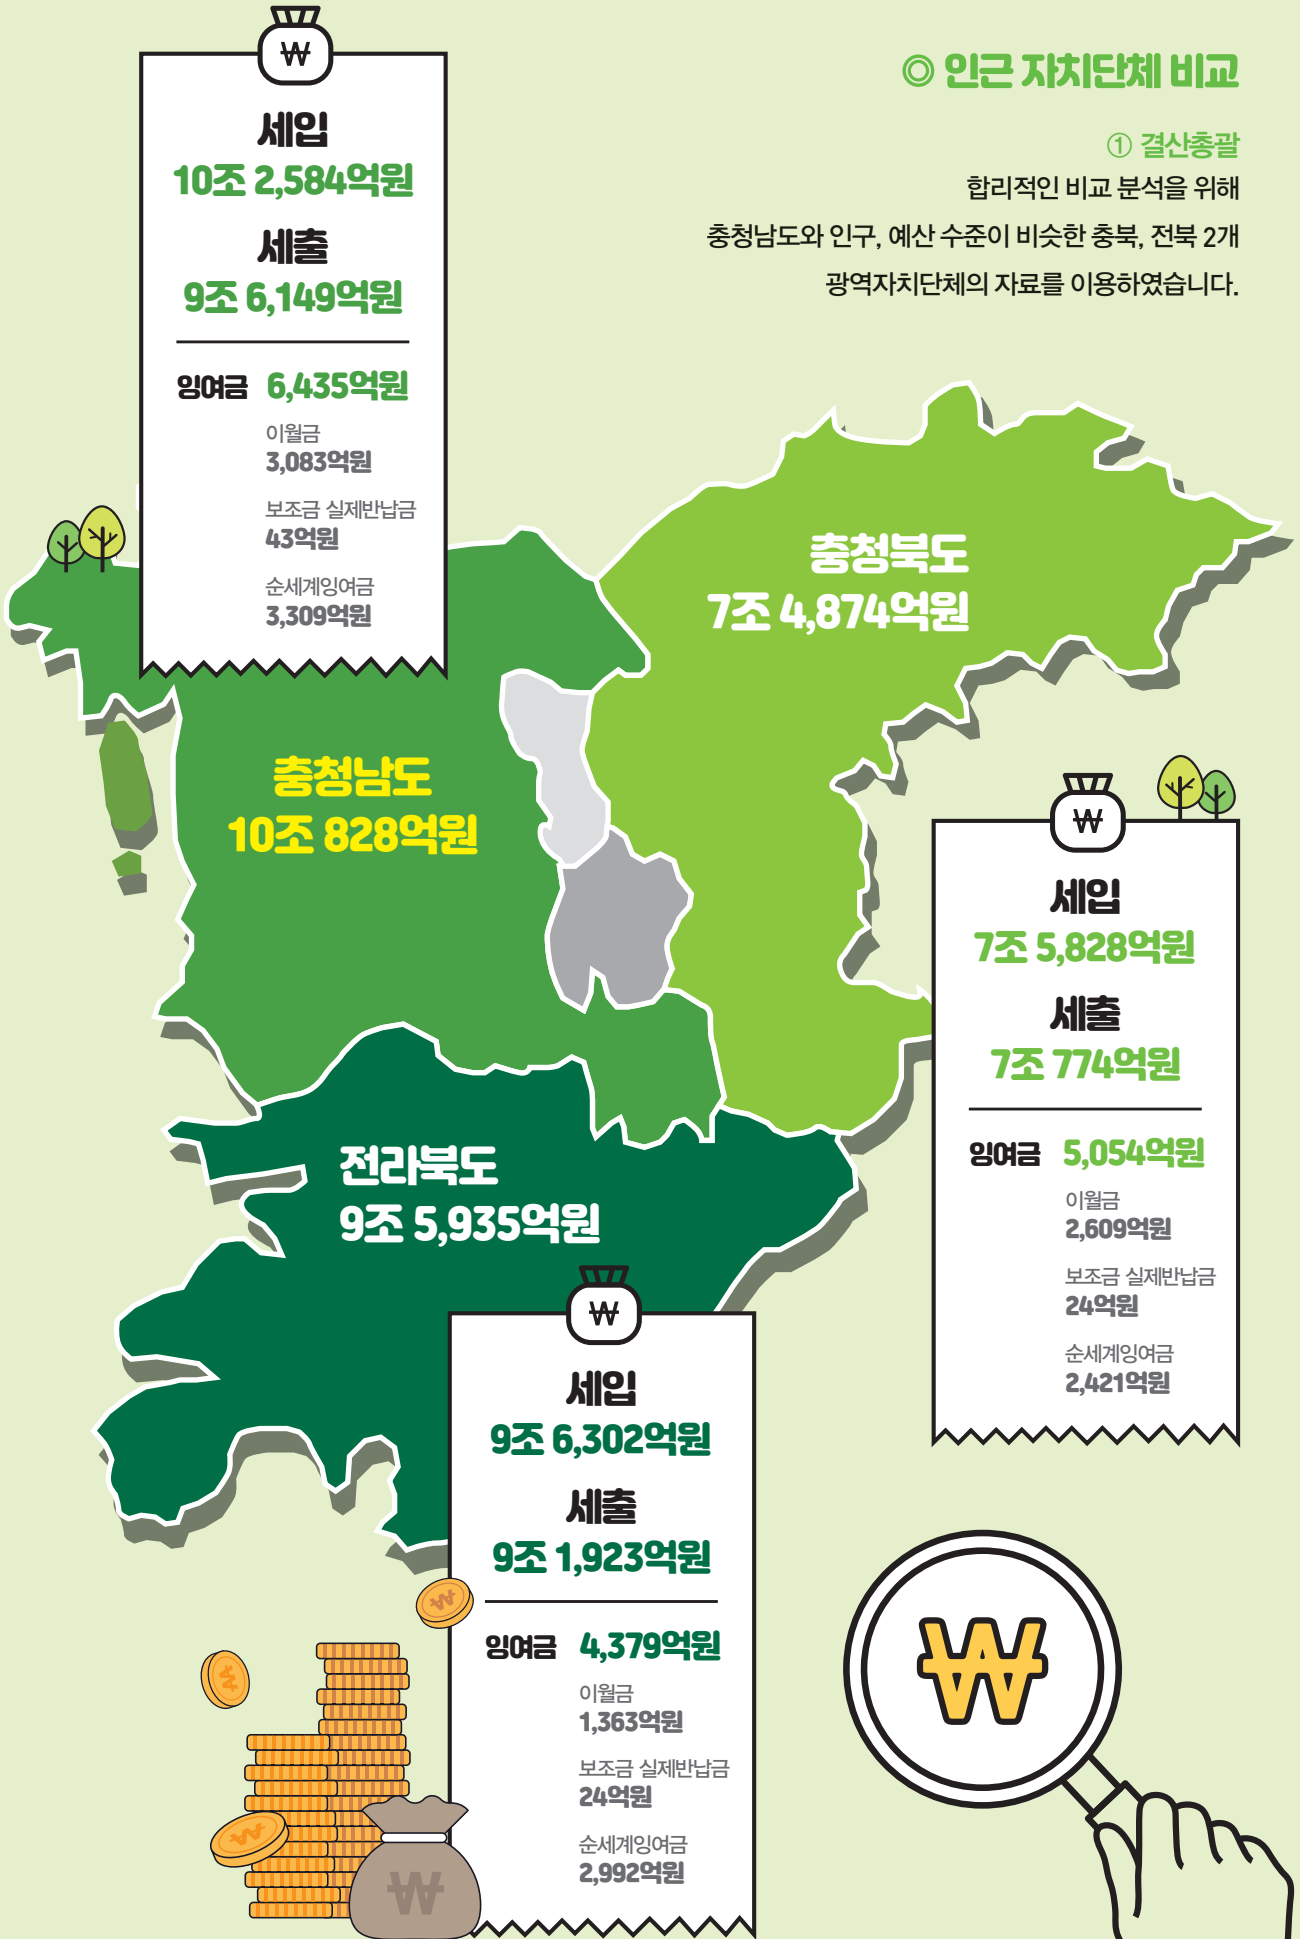 ◎ 인근 자치단체 비교
① 결산총괄
합리적인 비교 분석을 위해
충청남도와 인구, 예산 수준이 비슷한 충북, 전북 2개
광역자치단체의 자료를 이용하였습니다.
₩
세입
10조 2,584억원
세출
9조 6,149억원
잉여금 6,435억원
이월금
3,083억원
보조금 실제반납금
43억원
순세계잉여금
3,309억원
충청북도
7조 4,874억원
충청남도
10조 828억원
₩
세입
7조 5,828억원
세출
7조 774억원
잉여금 5,054억원
이월금
2,609억원
보조금 실제반납금
24억원
순세계잉여금
2,421억원
전라북도
9조 5,935억원
₩
세입
9조 6,302억원
세출
9조 1,923억원
잉여금 4,379억원
이월금
1,363억원
보조금 실제반납금
24억원
순세계잉여금
2,992억원
₩
₩
₩
₩
₩